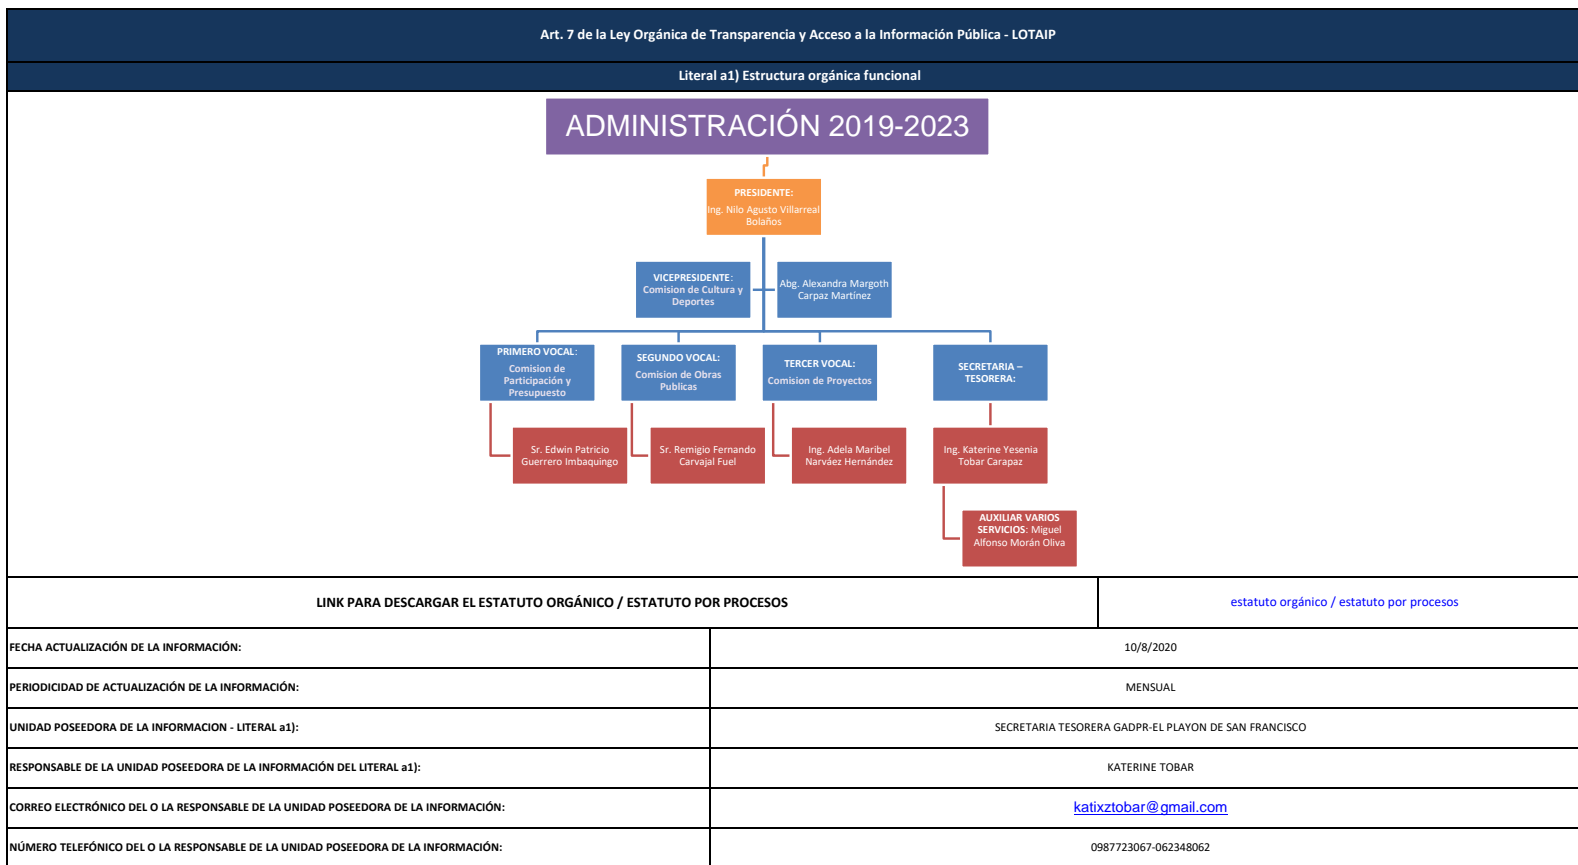 Art. 7 de la Ley Orgánica de Transparencia y Acceso a la Información Pública - LOTAIP
Literal a1) Estructura orgánica funcional
ADMINISTRACIÓN 2019-2023
PRESIDENTE:
Ing. Nilo Agusto Villarreal
Bolaños
VICEPRESIDENTE:
Comision de Cultura y
Deportes
Abg. Alexandra Margoth
Carpaz Martínez
PRIMERO VOCAL:
Comision de
Participación y
Presupuesto
SEGUNDO VOCAL:
Comision de Obras
Publicas
TERCER VOCAL:
Comision de Proyectos
SECRETARIA –
TESORERA:
Sr. Edwin Patricio
Guerrero Imbaquingo
Sr. Remigio Fernando
Carvajal Fuel
Ing. Adela Maribel
Narváez Hernández
Ing. Katerine Yesenia
Tobar Carapaz
AUXILIAR VARIOS
SERVICIOS: Miguel
Alfonso Morán Oliva
LINK PARA DESCARGAR EL ESTATUTO ORGÁNICO / ESTATUTO POR PROCESOS
estatuto orgánico / estatuto por procesos
FECHA ACTUALIZACIÓN DE LA INFORMACIÓN:
10/8/2020
PERIODICIDAD DE ACTUALIZACIÓN DE LA INFORMACIÓN:
MENSUAL
UNIDAD POSEEDORA DE LA INFORMACION - LITERAL a1):
SECRETARIA TESORERA GADPR-EL PLAYON DE SAN FRANCISCO
RESPONSABLE DE LA UNIDAD POSEEDORA DE LA INFORMACIÓN DEL LITERAL a1):
KATERINE TOBAR
CORREO ELECTRÓNICO DEL O LA RESPONSABLE DE LA UNIDAD POSEEDORA DE LA INFORMACIÓN:
katixztobar@gmail.com
NÚMERO TELEFÓNICO DEL O LA RESPONSABLE DE LA UNIDAD POSEEDORA DE LA INFORMACIÓN:
0987723067-062348062